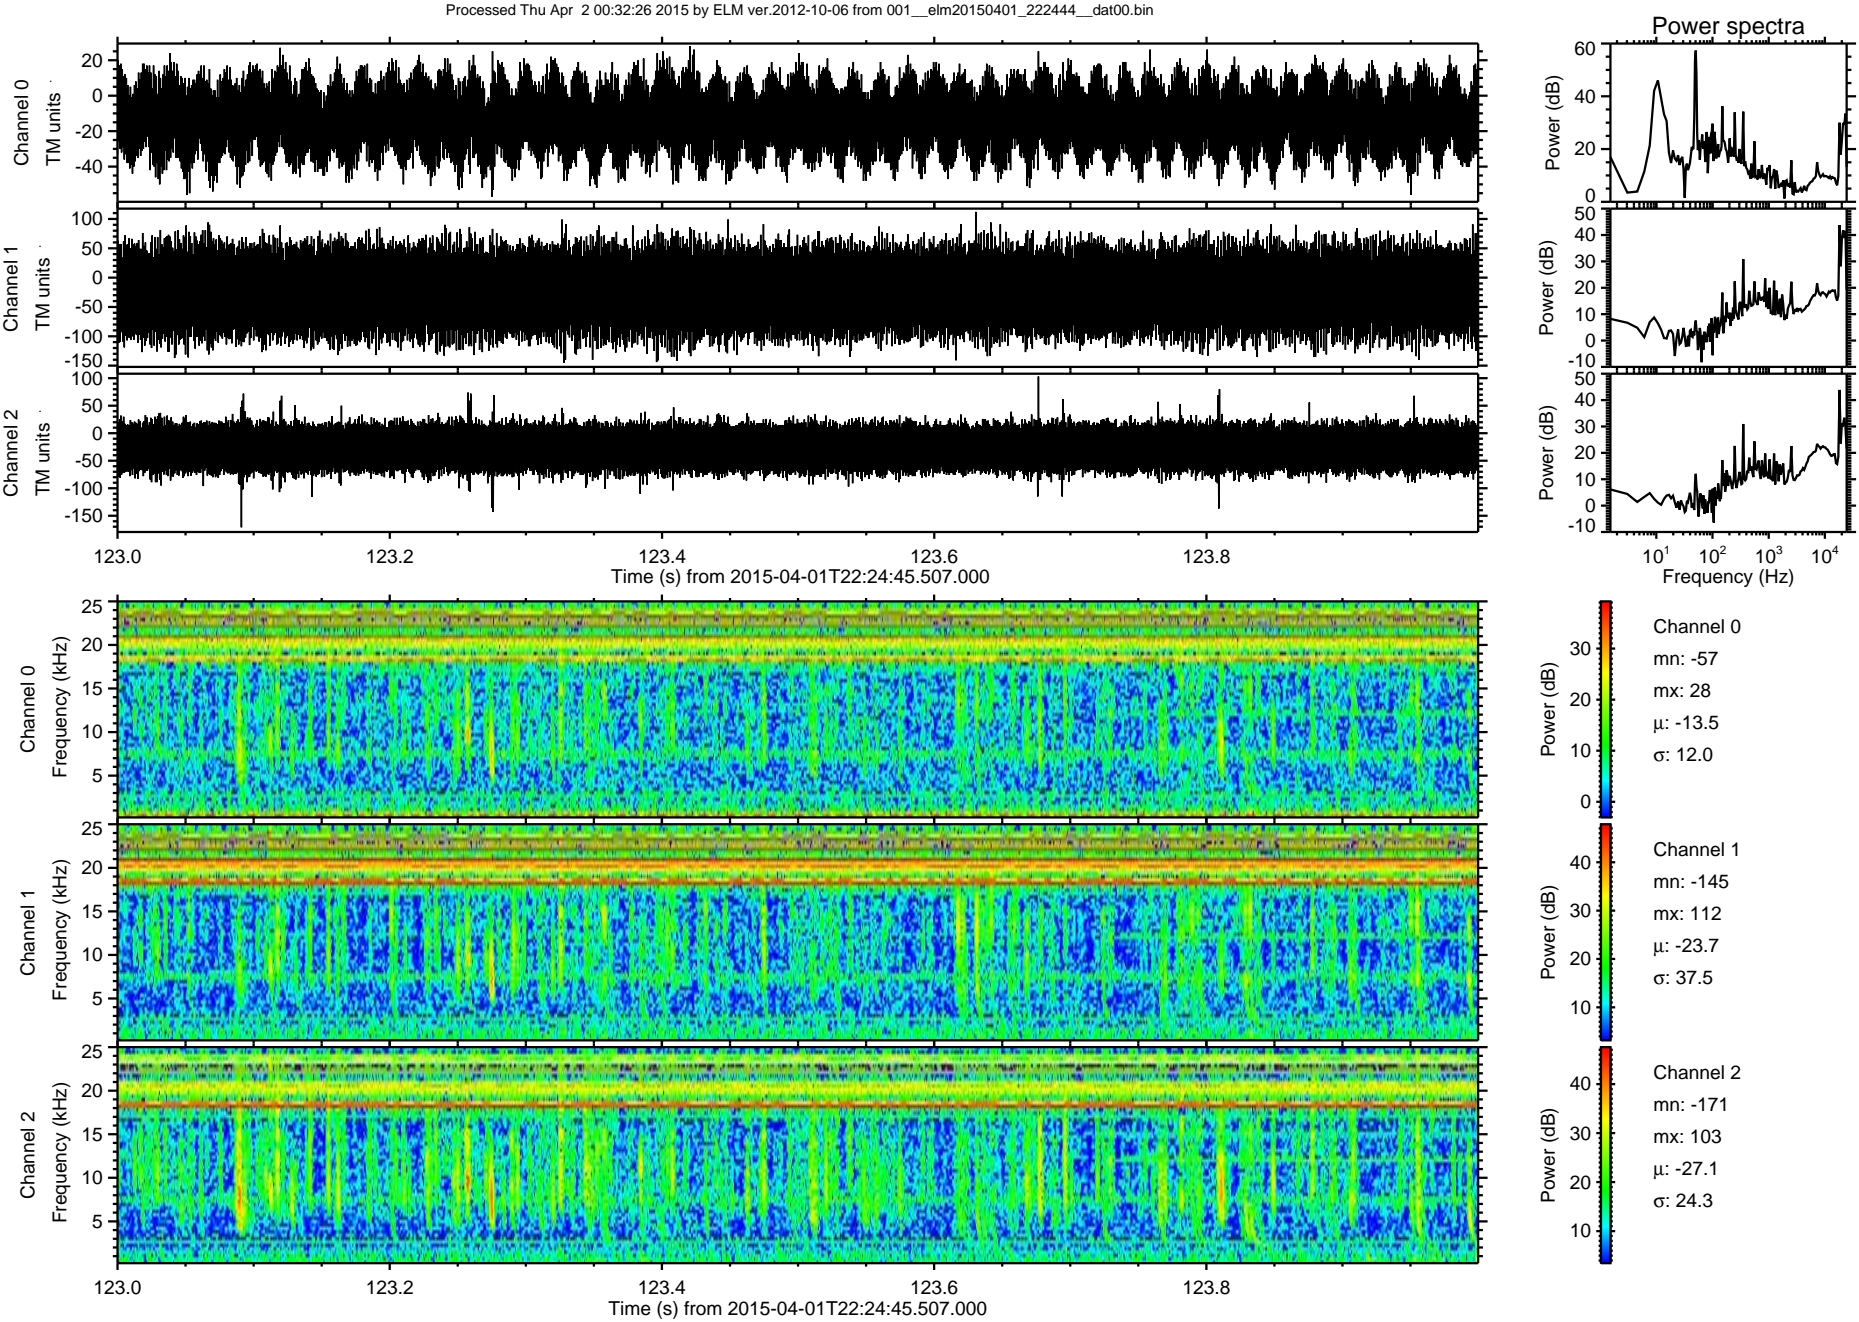 Processed Thu Apr  2 00:32:26 2015 by ELM ver.2012-10-06 from 001__elm20150401_222444__dat00.bin
Power spectra
Channel 0
TM units
20
0
-20
-40
Power (dB)
60
40
20
0
Channel 1
TM units
100
50
0
-50
-100
-150
Power (dB)
50
40
30
20
10
0
-10
Channel 2
TM units
100
50
0
-50
-100
-150
Power (dB)
50
40
30
20
10
0
-10
123.0 123.2 123.4 123.6 123.8
Time (s) from 2015-04-01T22:24:45.507.000
10^1 10^2 10^3 10^4
Frequency (Hz)
Channel 0
Frequency (kHz)
25
20
15
10
5
Power (dB)
30
20
10
0
Channel 0
mn: -57
mx: 28
μ: -13.5
σ: 12.0
Channel 1
Frequency (kHz)
25
20
15
10
5
Power (dB)
40
30
20
10
Channel 1
mn: -145
mx: 112
μ: -23.7
σ: 37.5
Channel 2
Frequency (kHz)
25
20
15
10
5
Power (dB)
40
30
20
10
Channel 2
mn: -171
mx: 103
μ: -27.1
σ: 24.3
123.0 123.2 123.4 123.6 123.8
Time (s) from 2015-04-01T22:24:45.507.000